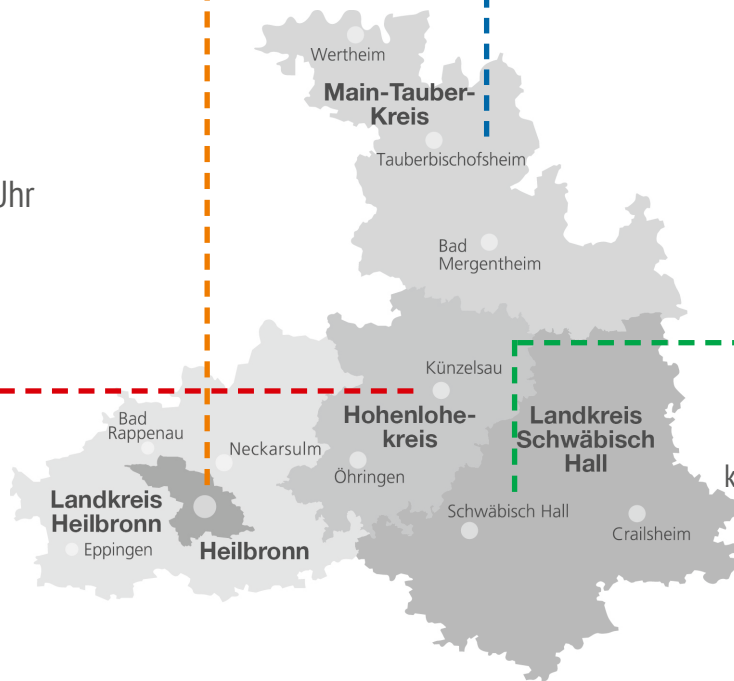 Wertheim
Main-Tauber-
Kreis
Tauberbischofsheim
Uhr
Bad
Mergentheim
Künzelsau
Hohenlohe-
kreis
Landkreis
Schwäbisch
Hall
Bad
Rappenau
Neckarsulm
Öhringen
Landkreis
Heilbronn
Schwäbisch Hall
Crailsheim
Eppingen
Heilbronn
k